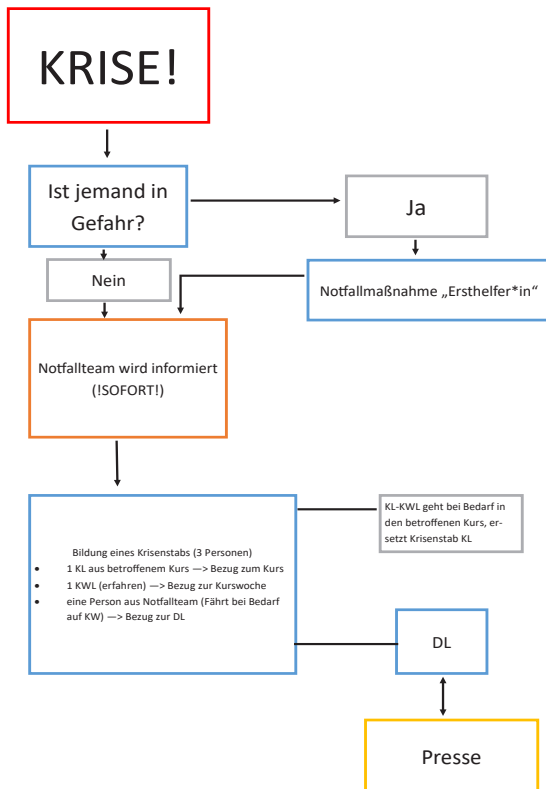 KRISE!
Ist jemand in
Gefahr?
Ja
Nein
Notfallmaßnahme „Ersthelfer*in“
Notfallteam wird informiert
(!SOFORT!)
KL-KWL geht bei Bedarf in
den betroffenen Kurs, er-
setzt Krisenstab KL
Bildung eines Krisenstabs (3 Personen)
• 1 KL aus betroffenem Kurs —> Bezug zum Kurs
• 1 KWL (erfahren) —> Bezug zur Kurswoche
• eine Person aus Notfallteam (Fährt bei Bedarf
auf KW) —> Bezug zur DL
DL
Presse